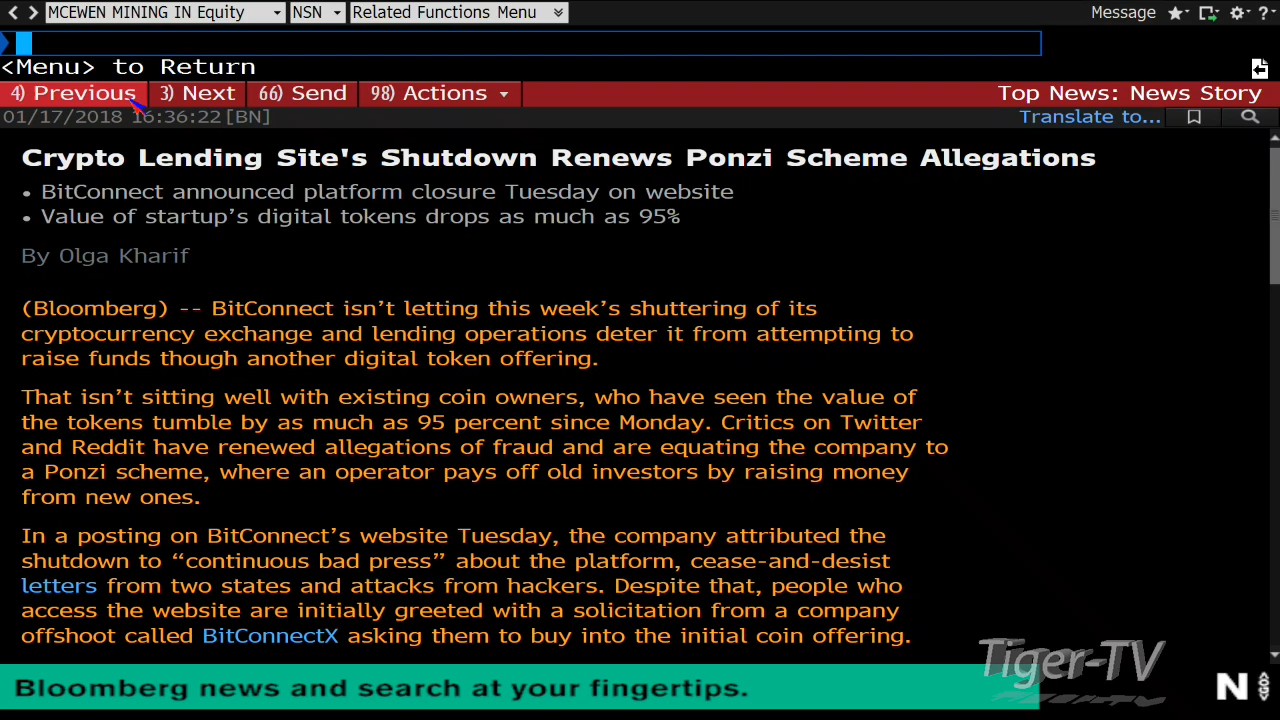 MCEWEN MINING IN Equity NSN Related Functions Menu Message ?
<Menu> to Return
4) Previous 3) Next 66) Send 98) Actions Top News: News Story
01/17/2018 16:36:22[BN] Translate to...
Crypto Lending Site's Shutdown Renews Ponzi Scheme Allegations
• BitConnect announced platform closure Tuesday on website
• Value of startup's digital tokens drops as much as 95%
By Olga Kharif
(Bloomberg) -- BitConnect isn't letting this week's shuttering of its
cryptocurrency exchange and lending operations deter it from attempting to
raise funds though another digital token offering.
That isn't sitting well with existing coin owners, who have seen the value of
the tokens tumble by as much as 95 percent since Monday. Critics on Twitter
and Reddit have renewed allegations of fraud and are equating the company to
a Ponzi scheme, where an operator pays off old investors by raising money
from new ones.
In a posting on BitConnect's website Tuesday, the company attributed the
shutdown to “continuous bad press” about the platform, cease-and-desist
letters from two states and attacks from hackers. Despite that, people who
access the website are initially greeted with a solicitation from a company
offshoot called BitConnectX asking them to buy into the initial coin offering.
Tiger-TV
Bloomberg news and search at your fingertips.
N